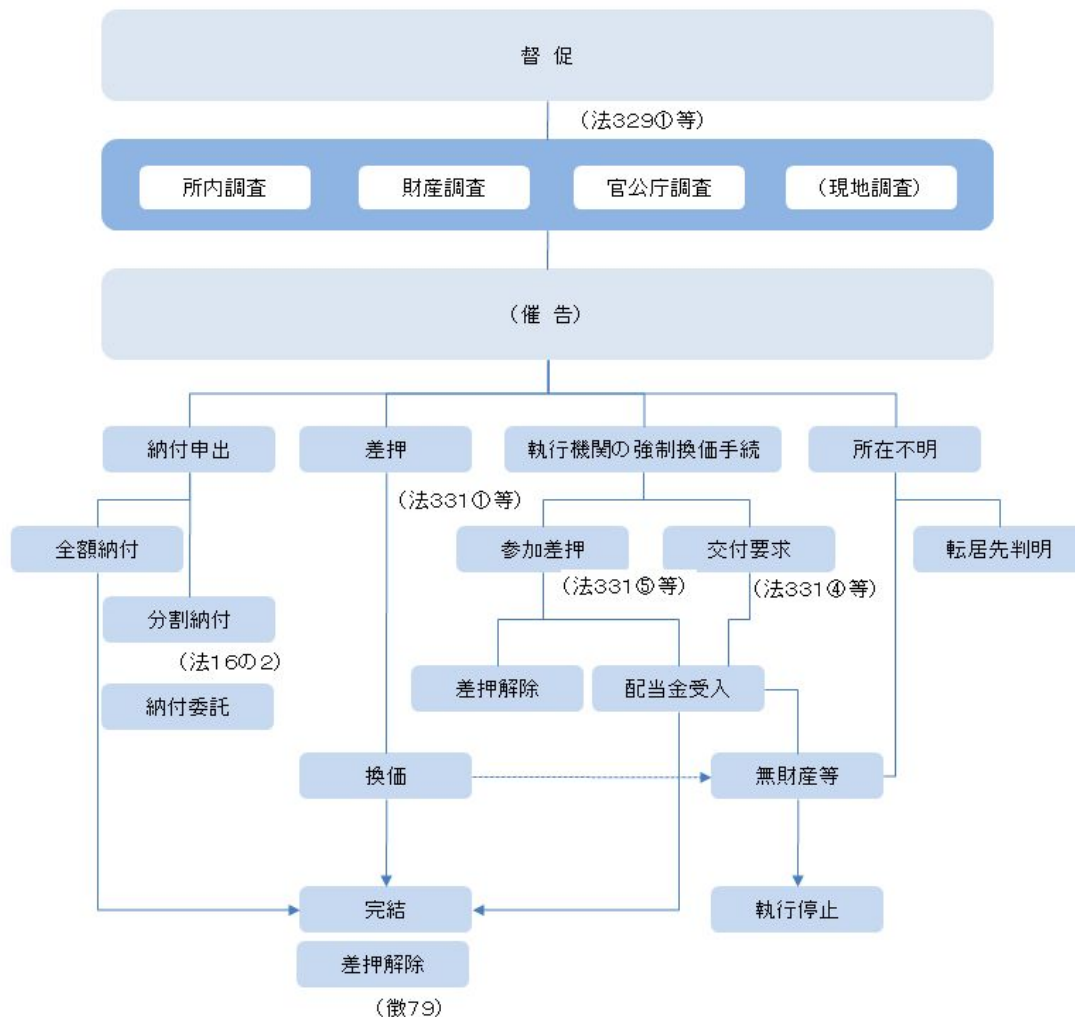 督 促
(法329①等)
所内調査
財産調査
官公庁調査
(現地調査)
(催 告)
納付申出
差押
執行機関の強制換価手続
所在不明
(法331①等)
全額納付
参加差押
交付要求
転居先判明
(法331⑤等)
(法331④等)
分割納付
(法16の2)
差押解除
配当金受入
納付委託
換価
無財産等
完結
執行停止
差押解除
(徴79)